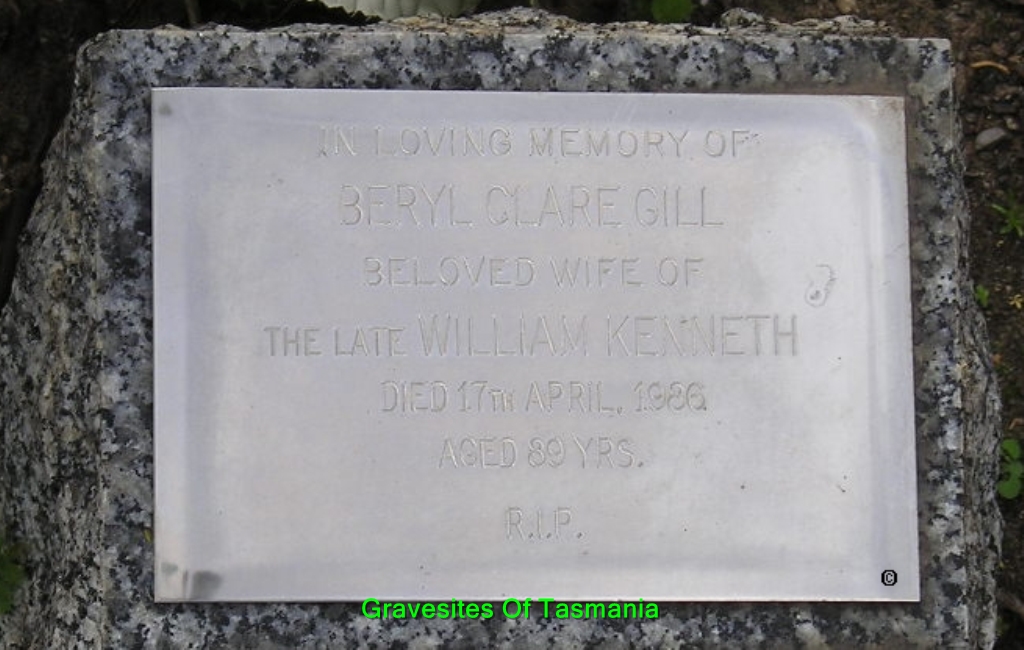 IN LOVING MEMORY OF
BERYL CLARE GILL
BELOVED WIFE OF
THE LATE WILLIAM KENNETH
DIED 17TH APRIL, 1986
AGED 89 YRS.
R.I.P.
©
Gravesites Of Tasmania